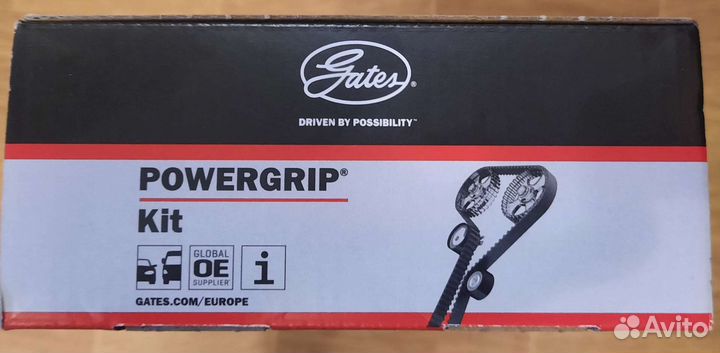 Gates®
DRIVEN BY POSSIBILITY™
POWERGRIP®
Kit
GLOBAL
OE
SUPPLIER
i
GATES.COM/EUROPE
Avito